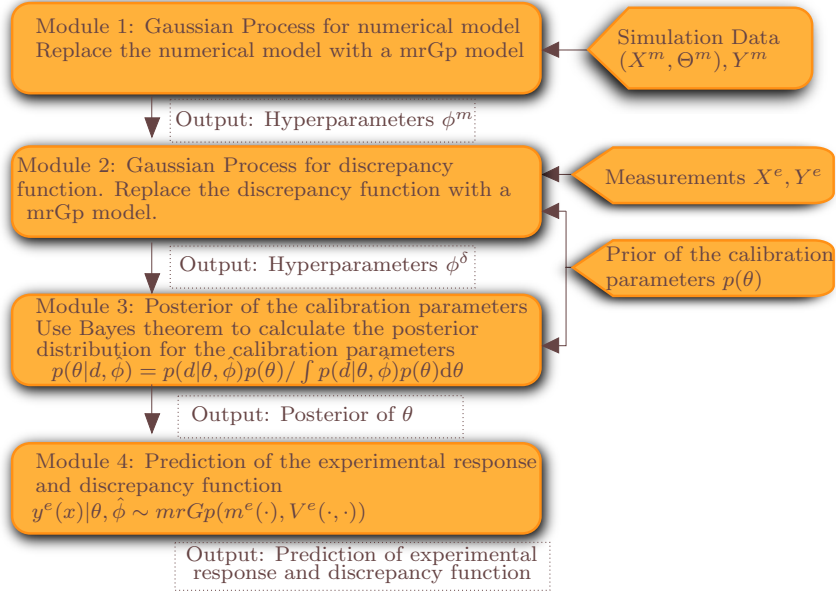 Module 1: Gaussian Process for numerical model
Replace the numerical model with a mrGp model
Simulation Data
(X^m, Θ^m), Y^m
Output: Hyperparameters ϕ^m
Module 2: Gaussian Process for discrepancy
function. Replace the discrepancy function with a
mrGp model.
Measurements X^e, Y^e
Output: Hyperparameters ϕ^δ
Prior of the calibration
parameters p(θ)
Module 3: Posterior of the calibration parameters
Use Bayes theorem to calculate the posterior
distribution for the calibration parameters
p(θ|d, ϕ̂) = p(d|θ, ϕ̂)p(θ)/ ∫ p(d|θ, ϕ̂)p(θ)dθ
Output: Posterior of θ
Module 4: Prediction of the experimental response
and discrepancy function
y^e(x)|θ, ϕ̂ ∼ mrGp(m^e(·), V^e(·, ·))
Output: Prediction of experimental
response and discrepancy function